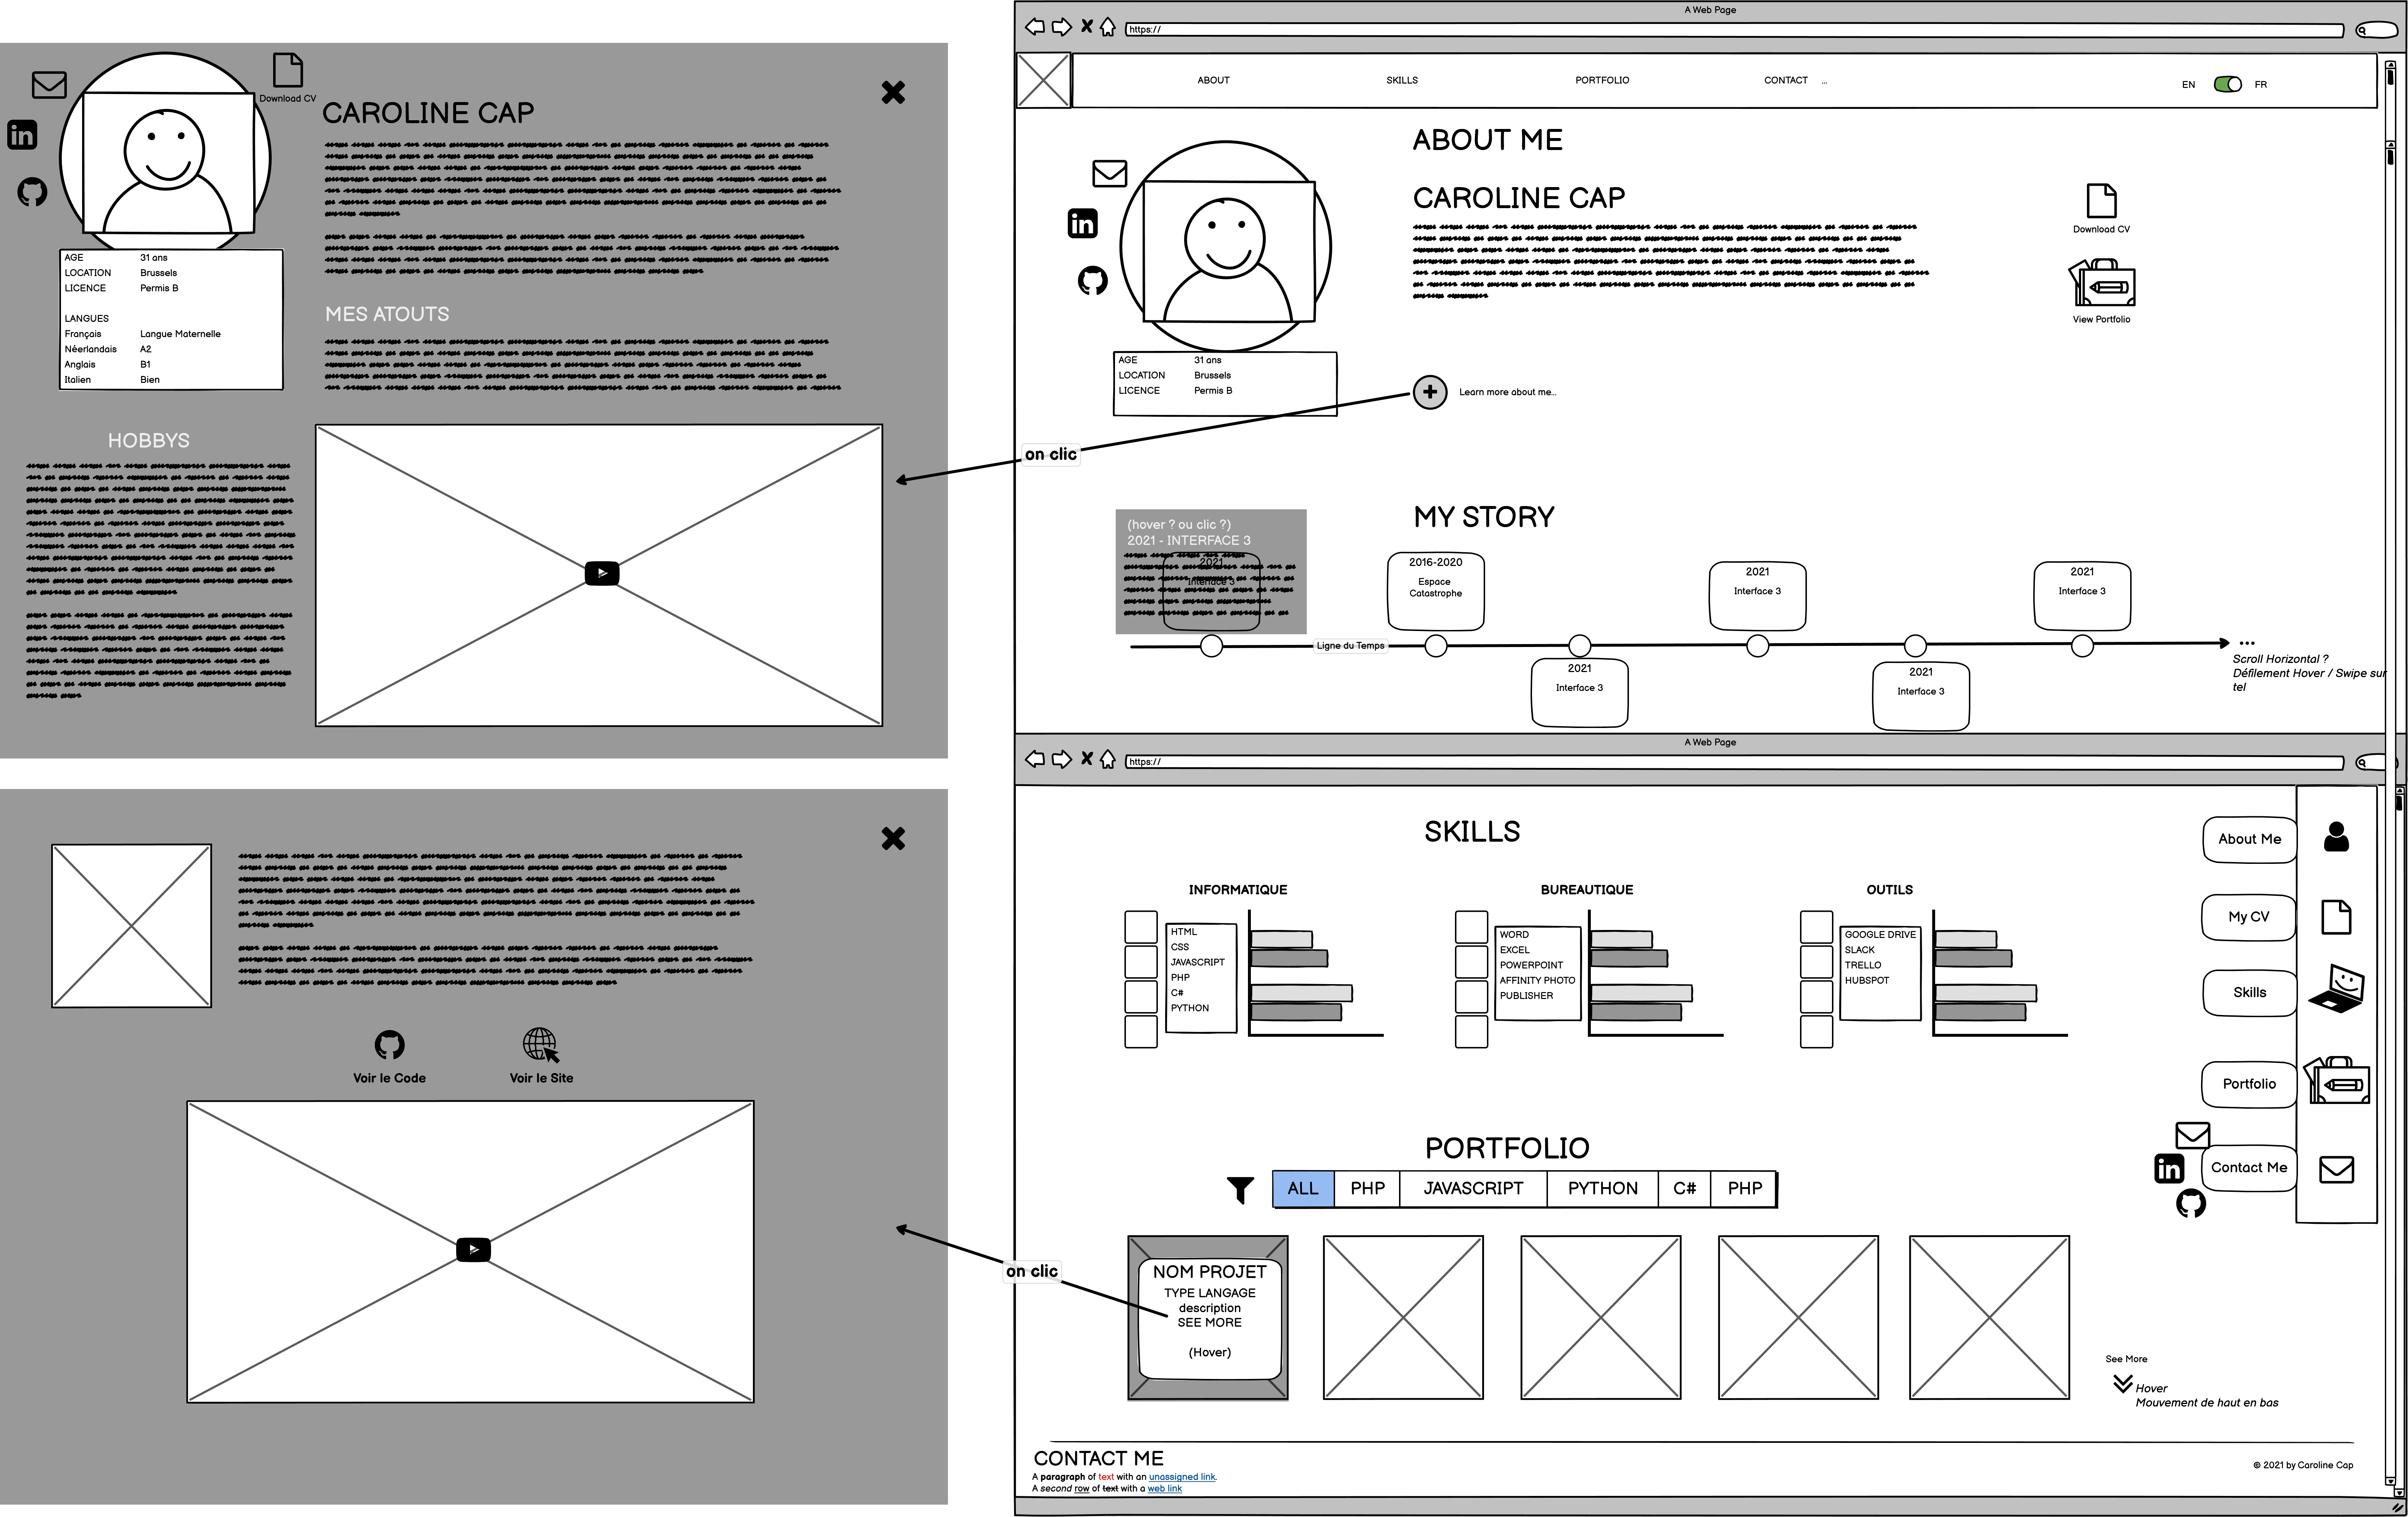 Download CV
CAROLINE CAP
AGE 31 ans
LOCATION Brussels
LICENCE Permis B
LANGUES
Français Langue Maternelle
Néerlandais A2
Anglais B1
Italien Bien
MES ATOUTS
HOBBYS
A Web Page
https://
ABOUT SKILLS PORTFOLIO CONTACT ...
EN FR
ABOUT ME
CAROLINE CAP
Download CV
View Portfolio
AGE 31 ans
LOCATION Brussels
LICENCE Permis B
Learn more about me...
on clic
MY STORY
(hover ? ou clic ?)
2021 - INTERFACE 3
2021
Interface 3
2016-2020
Espace
Catastrophe
2021
Interface 3
2021
Interface 3
Ligne du Temps
...
2021
Interface 3
2021
Interface 3
Scroll Horizontal ?
Défilement Hover / Swipe sur
tel
Voir le Code
Voir le Site
A Web Page
https://
SKILLS
INFORMATIQUE
HTML
CSS
JAVASCRIPT
PHP
C#
PYTHON
BUREAUTIQUE
WORD
EXCEL
POWERPOINT
AFFINITY PHOTO
PUBLISHER
OUTILS
GOOGLE DRIVE
SLACK
TRELLO
HUBSPOT
About Me
My CV
Skills
Portfolio
Contact Me
PORTFOLIO
ALL PHP JAVASCRIPT PYTHON C# PHP
on clic
NOM PROJET
TYPE LANGAGE
description
SEE MORE
(Hover)
See More
Hover
Mouvement de haut en bas
CONTACT ME
A paragraph of text with an unassigned link.
A second row of text with a web link
© 2021 by Caroline Cap